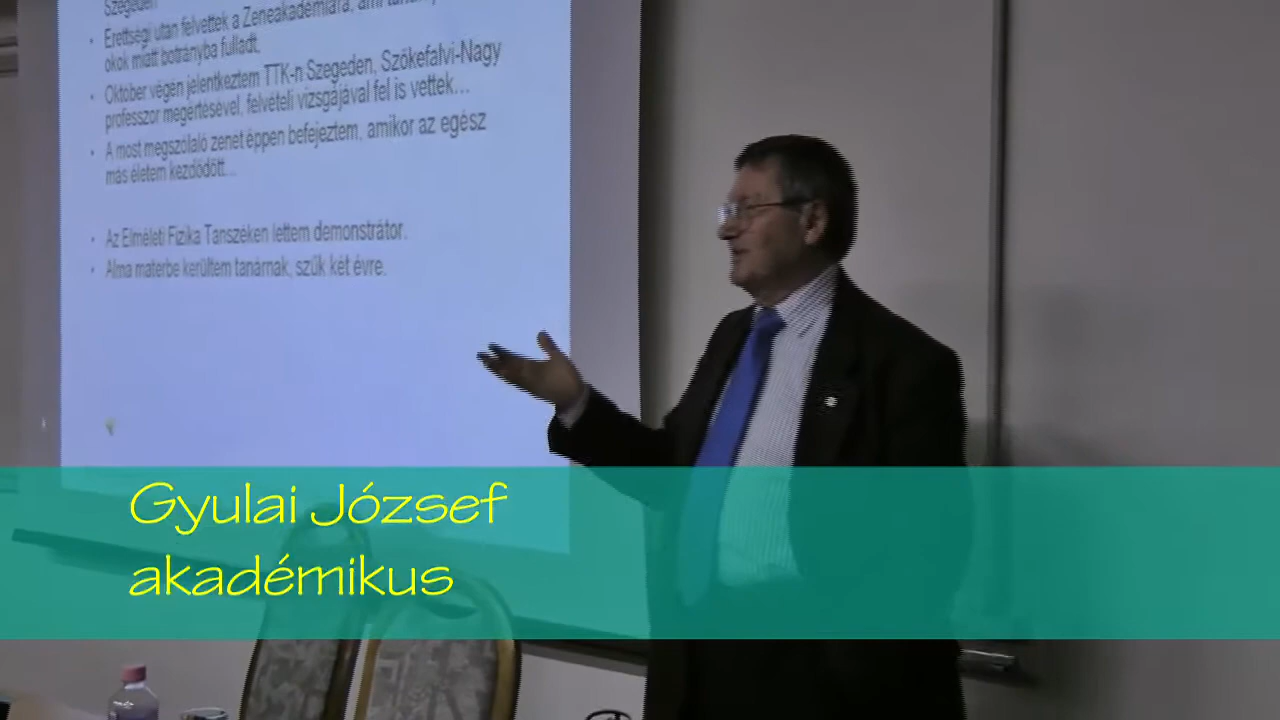 Szegeden
Érettségi után felvettek a Zeneakadémiára, ami
okok miatt botrányba fulladt,
Október végén jelentkeztem TTK-n Szegeden, Szőkefalvi-Nagy
professzor megértésével, felvételi vizsgájával fel is vettek...
A most megszólaló zenét éppen befejeztem, amikor az egész
más életem kezdődött...
Az Elméleti Fizika Tanszéken lettem demonstrátor.
Alma materbe kerültem tanárnak, szűk két évre.
Gyulai József
akadémikus